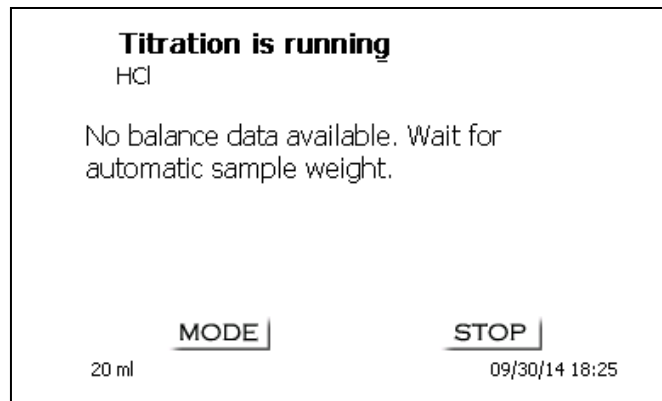 Titration is running
HCl
No balance data available. Wait for
automatic sample weight.
MODE STOP
20 ml 09/30/14 18:25